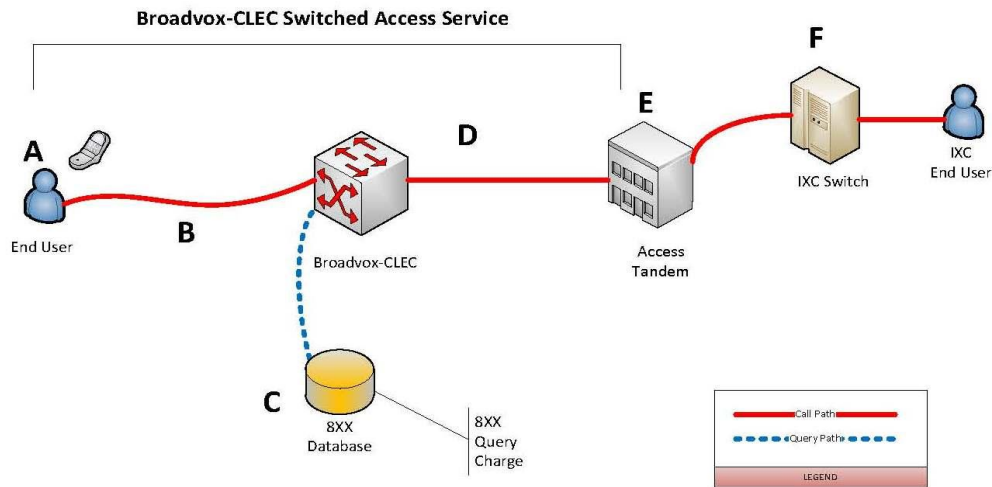 Broadvox-CLEC Switched Access Service
F
E
A
D
IXC
End User
IXC Switch
B
End User
Broadvox-CLEC
Access
Tandem
C
8XX
Database
8XX
Query
Charge
Call Path
Query Path
LEGEND